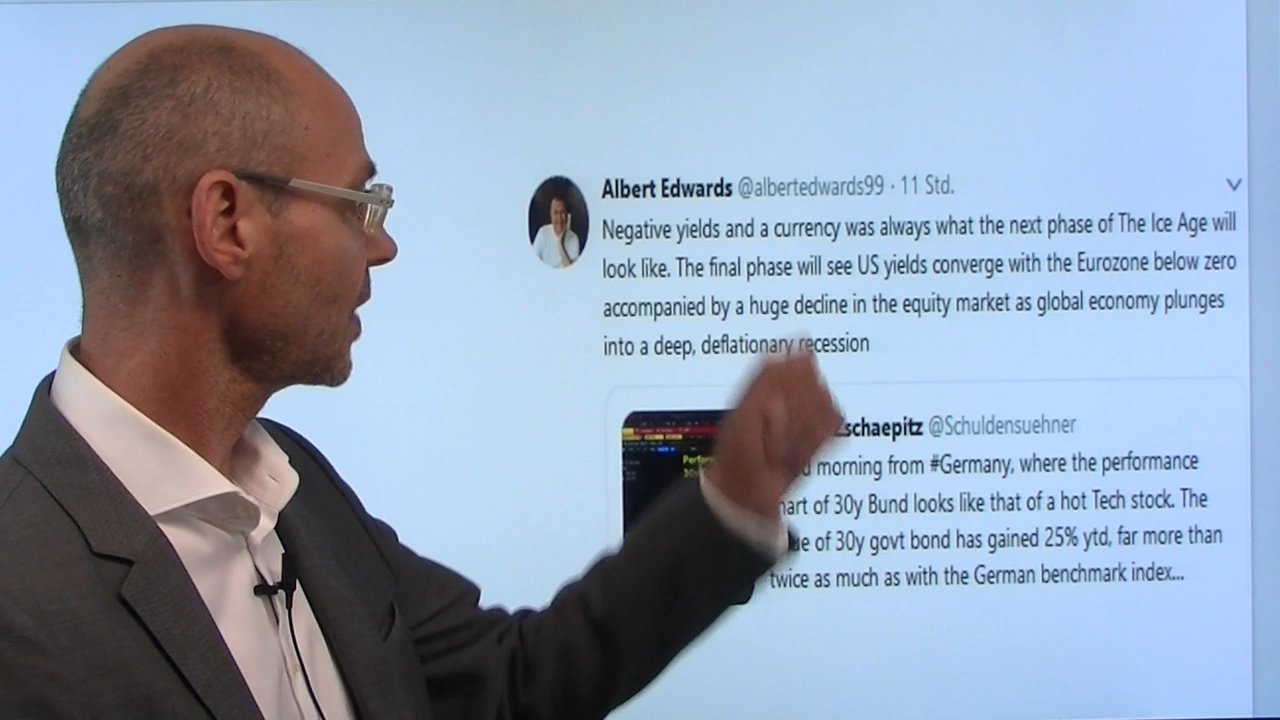 Albert Edwards @albertedwards99 · 11 Std.
Negative yields and a currency was always what the next phase of The Ice Age will
look like. The final phase will see US yields converge with the Eurozone below zero
accompanied by a huge decline in the equity market as global economy plunges
into a deep, deflationary recession
Zschaepitz @Schuldensuehner
morning from #Germany, where the performance
of 30y Bund looks like that of a hot Tech stock. The
of 30y govt bond has gained 25% ytd, far more than
twice as much as with the German benchmark index...